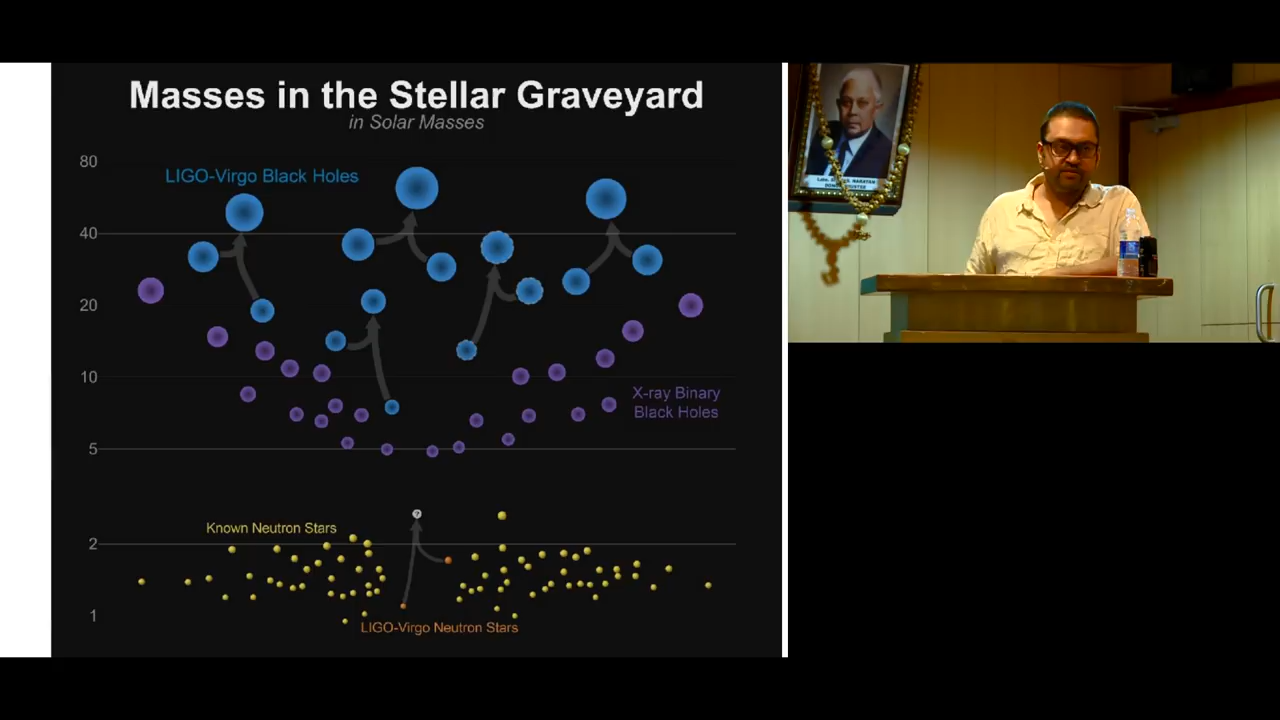 Masses in the Stellar Graveyard
in Solar Masses
80
LIGO-Virgo Black Holes
40
20
10
X-ray Binary
Black Holes
5
Known Neutron Stars
2
?
1
LIGO-Virgo Neutron Stars